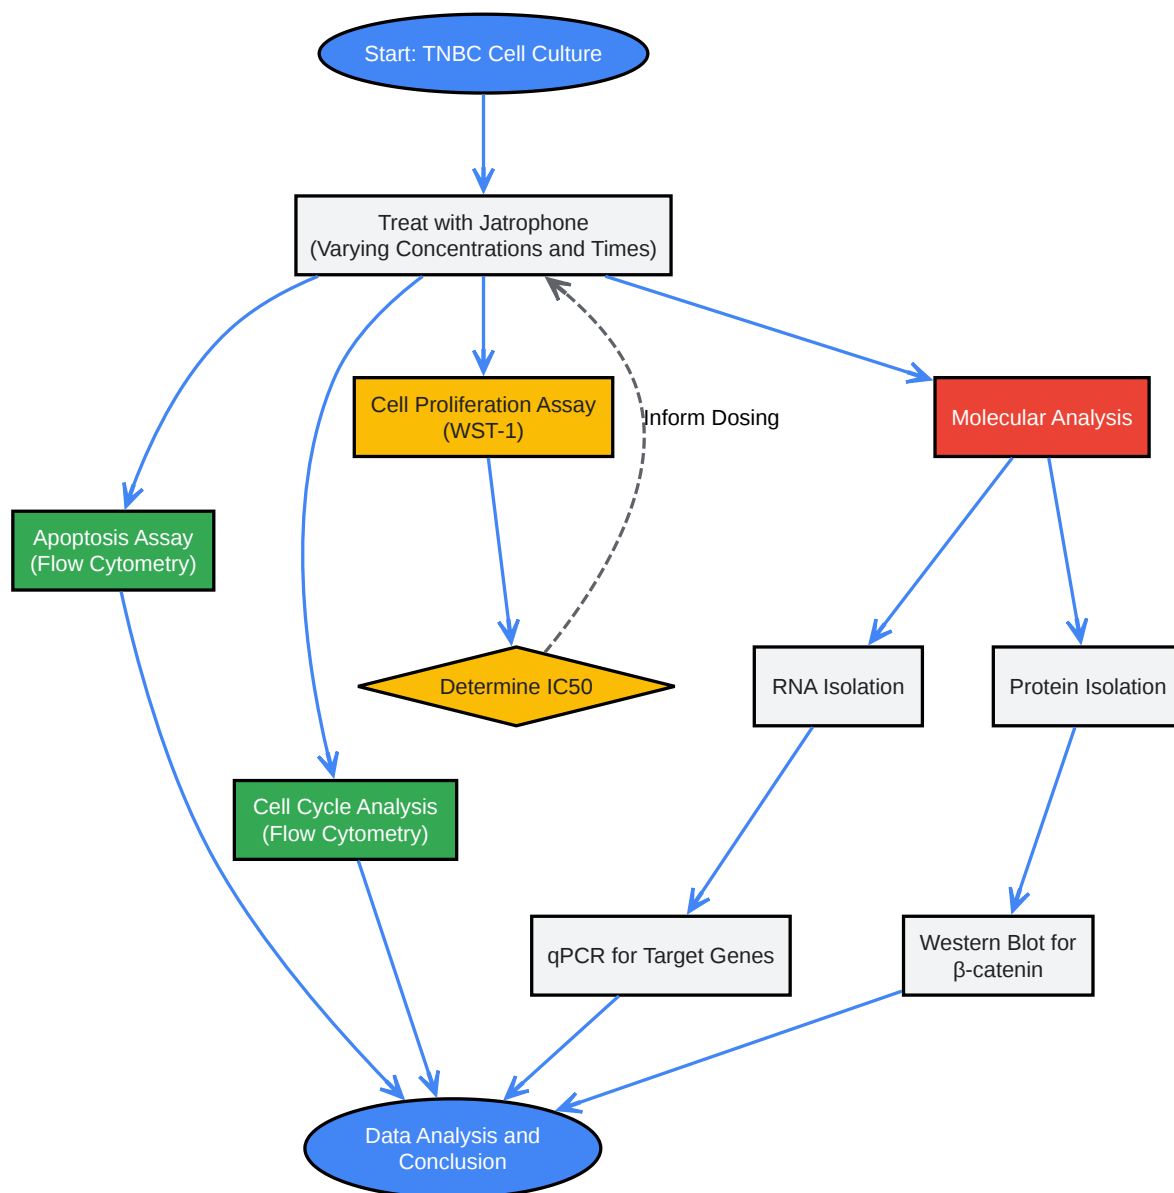 Start: TNBC Cell Culture
Treat with Jatrophone
(Varying Concentrations and Times)
Cell Proliferation Assay
(WST-1)
Inform Dosing
Molecular Analysis
Apoptosis Assay
(Flow Cytometry)
Determine IC50
RNA Isolation
Protein Isolation
Cell Cycle Analysis
(Flow Cytometry)
qPCR for Target Genes
Western Blot for
β-catenin
Data Analysis and
Conclusion